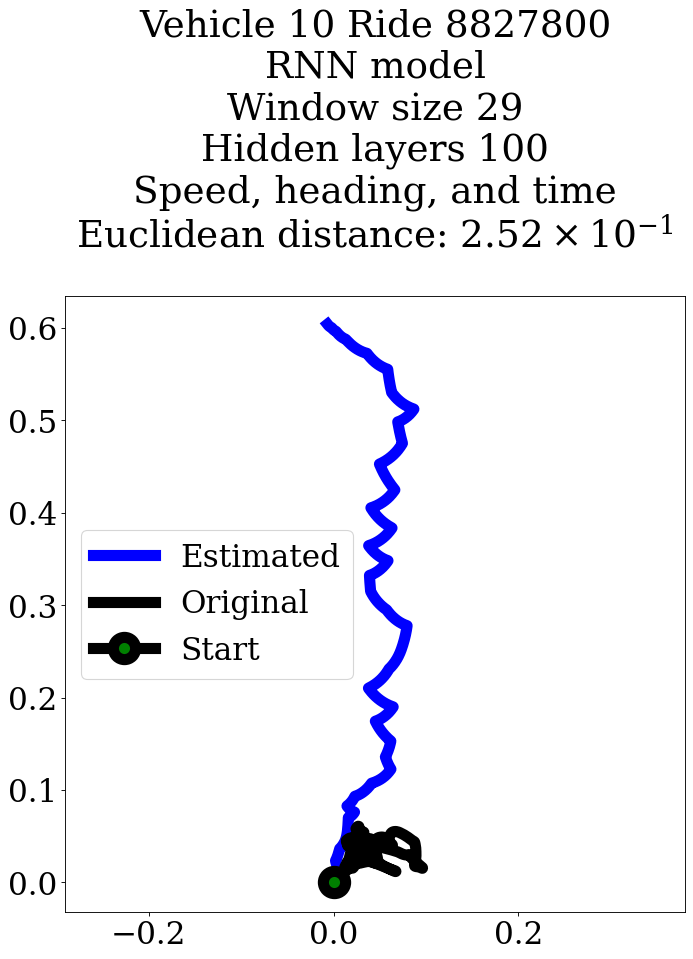 Vehicle 10 Ride 8827800
RNN model
Window size 29
Hidden layers 100
Speed, heading, and time
Euclidean distance: 2.52 × 10⁻¹
0.6
0.5
0.4
0.3
0.2
0.1
0.0
Estimated
Original
Start
−0.2 0.0 0.2